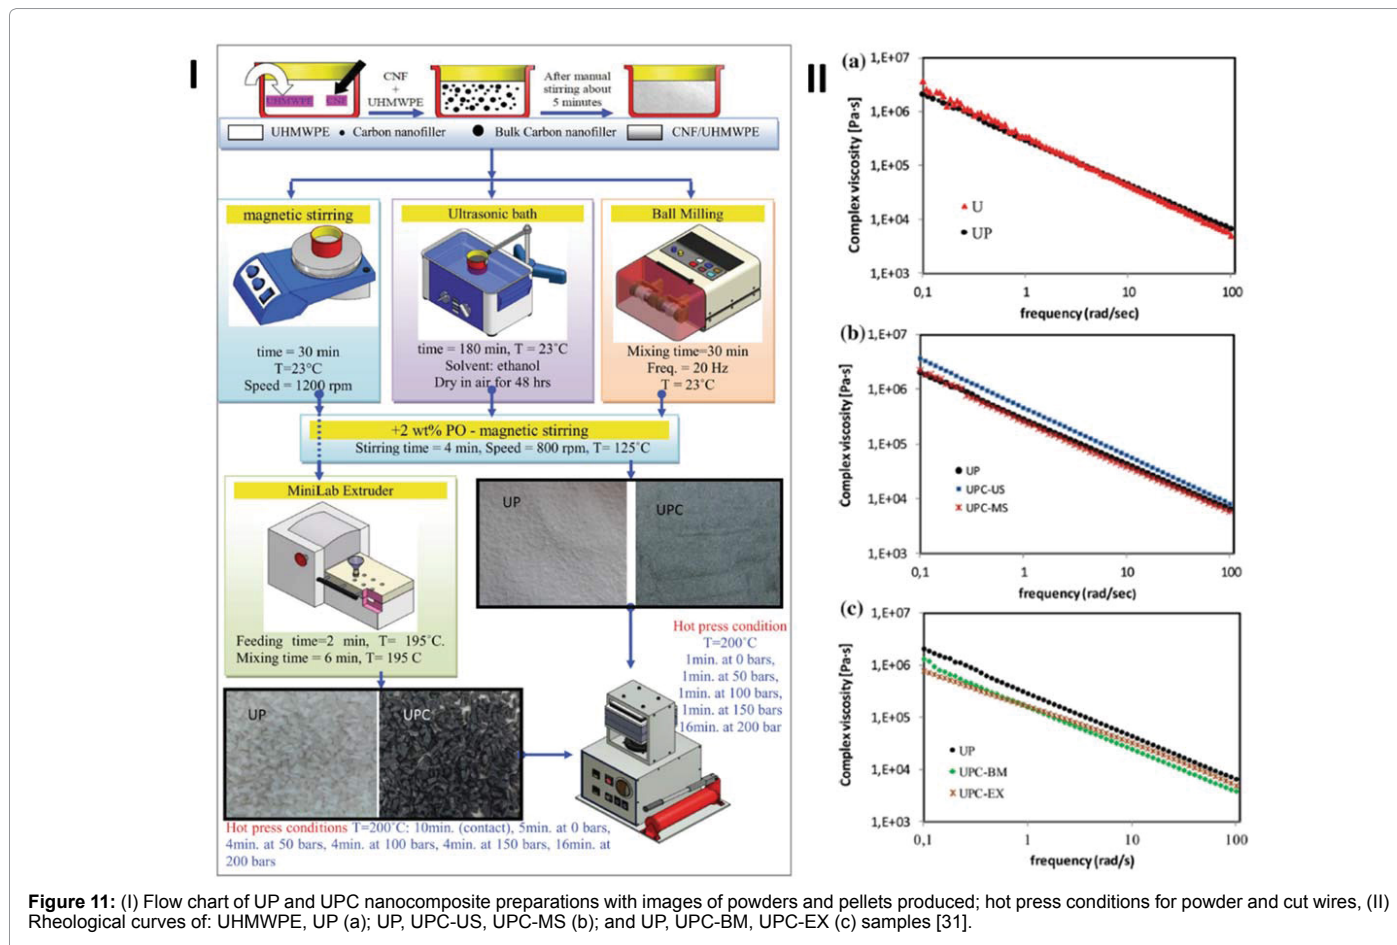 I
CNF
+
UHMWPE
After manual
stirring about
5 minutes
UHMWPE
CNF
UHMWPE
Carbon nanofiller
Bulk Carbon nanofiller
CNF/UHMWPE
magnetic stirring
time = 30 min
T=23°C
Speed = 1200 rpm
Ultrasonic bath
time = 180 min, T = 23˚C
Solvent: ethanol
Dry in air for 48 hrs
Ball Milling
Mixing time=30 min
Freq. = 20 Hz
T = 23˚C
+2 wt% PO - magnetic stirring
Stirring time = 4 min, Speed = 800 rpm, T= 125˚C
MiniLab Extruder
Feeding time=2 min, T= 195˚C.
Mixing time = 6 min, T= 195 C
UP
UPC
Hot press condition
T=200˚C
1min. at 0 bars,
1min. at 50 bars,
1min. at 100 bars,
1min. at 150 bars
16min. at 200 bar
UP
UPC
Hot press conditions T=200˚C: 10min. (contact), 5min. at 0 bars,
4min. at 50 bars, 4min. at 100 bars, 4min. at 150 bars, 16min. at
200 bars
II
(a)
Complex viscosity [Pa·s]
1,E+07
1,E+06
1,E+05
1,E+04
1,E+03
U
UP
0,1
1
10
100
frequency (rad/sec)
(b)
Complex viscosity [Pa·s]
1,E+07
1,E+06
1,E+05
1,E+04
1,E+03
UP
UPC-US
UPC-MS
0,1
1
10
100
frequency (rad/sec)
(c)
Complex viscosity [Pa·s]
1,E+07
1,E+06
1,E+05
1,E+04
1,E+03
UP
UPC-BM
UPC-EX
0,1
1
10
100
frequency (rad/s)
Figure 11: (I) Flow chart of UP and UPC nanocomposite preparations with images of powders and pellets produced; hot press conditions for powder and cut wires, (II)
Rheological curves of: UHMWPE, UP (a); UP, UPC-US, UPC-MS (b); and UP, UPC-BM, UPC-EX (c) samples [31].